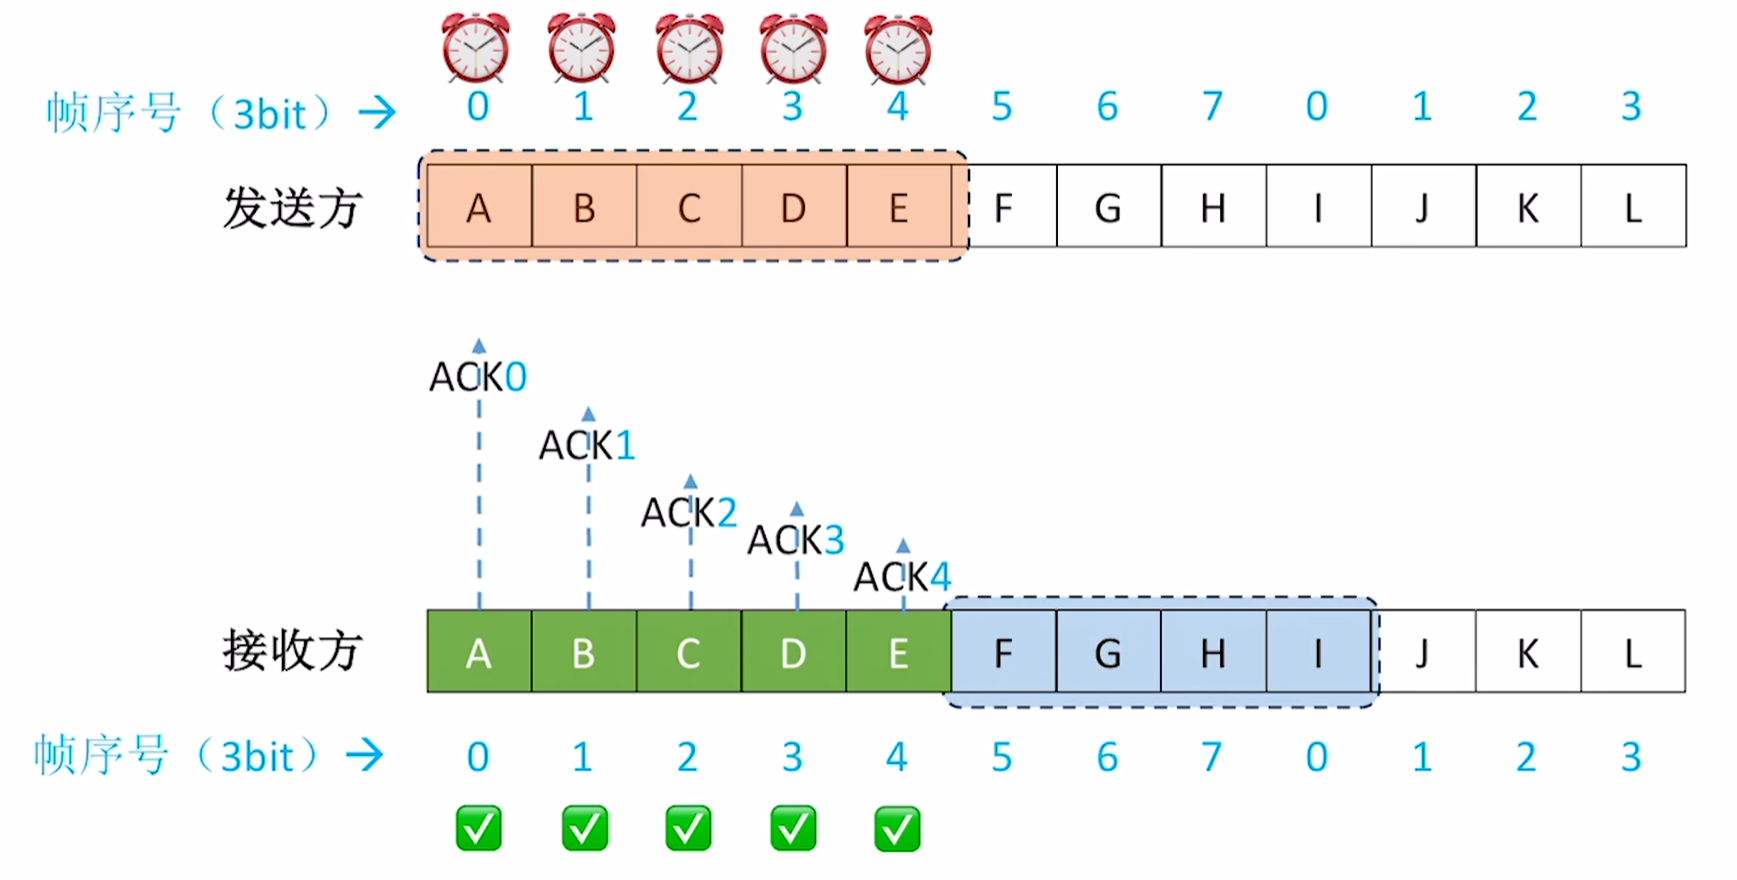 帧序号（3bit）→ 0 1 2 3 4 5 6 7 0 1 2 3
发送方 A B C D E F G H I J K L
ACK0
ACK1
ACK2
ACK3
ACK4
接收方 A B C D E F G H I J K L
帧序号（3bit）→ 0 1 2 3 4 5 6 7 0 1 2 3